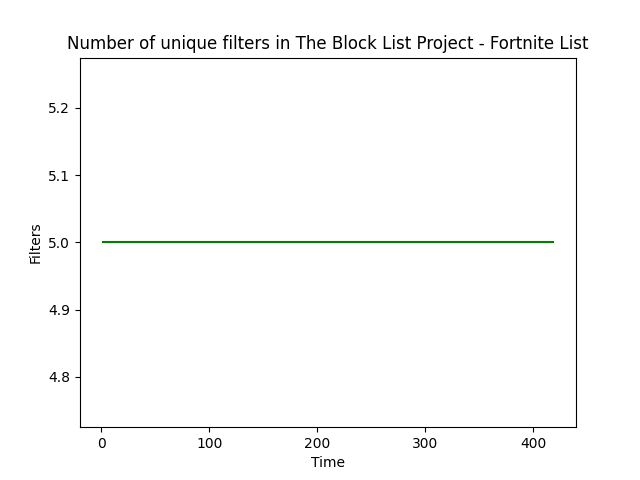 Number of unique filters in The Block List Project - Fortnite List
5.2
5.1
5.0
4.9
4.8
Filters
0 100 200 300 400
Time